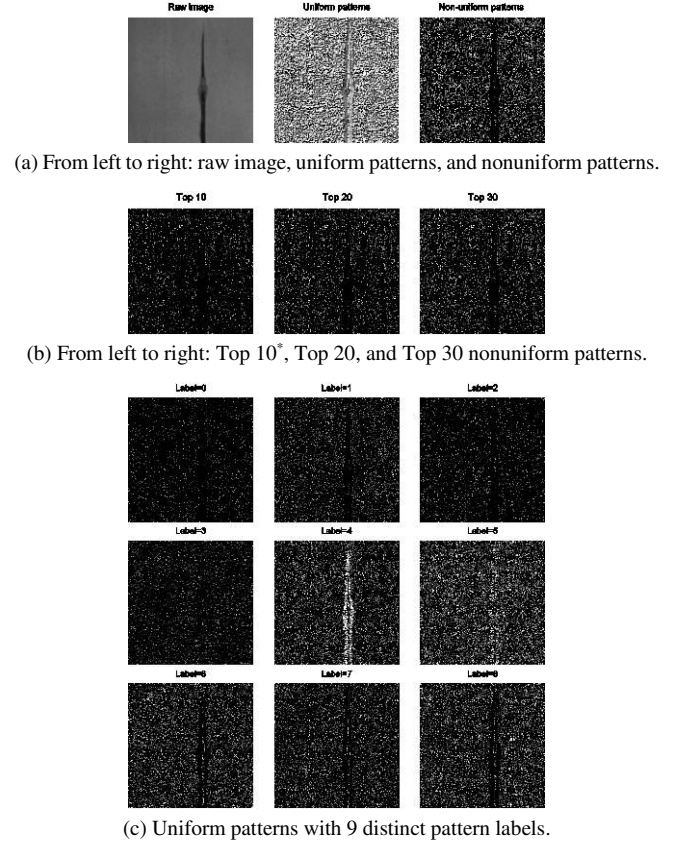 Raw Image Uniform patterns Non-uniform patterns
(a) From left to right: raw image, uniform patterns, and nonuniform patterns.
Top 10 Top 20 Top 30
(b) From left to right: Top 10*, Top 20, and Top 30 nonuniform patterns.
Label=0 Label=1 Label=2
Label=3 Label=4 Label=5
Label=6 Label=7 Label=8
(c) Uniform patterns with 9 distinct pattern labels.